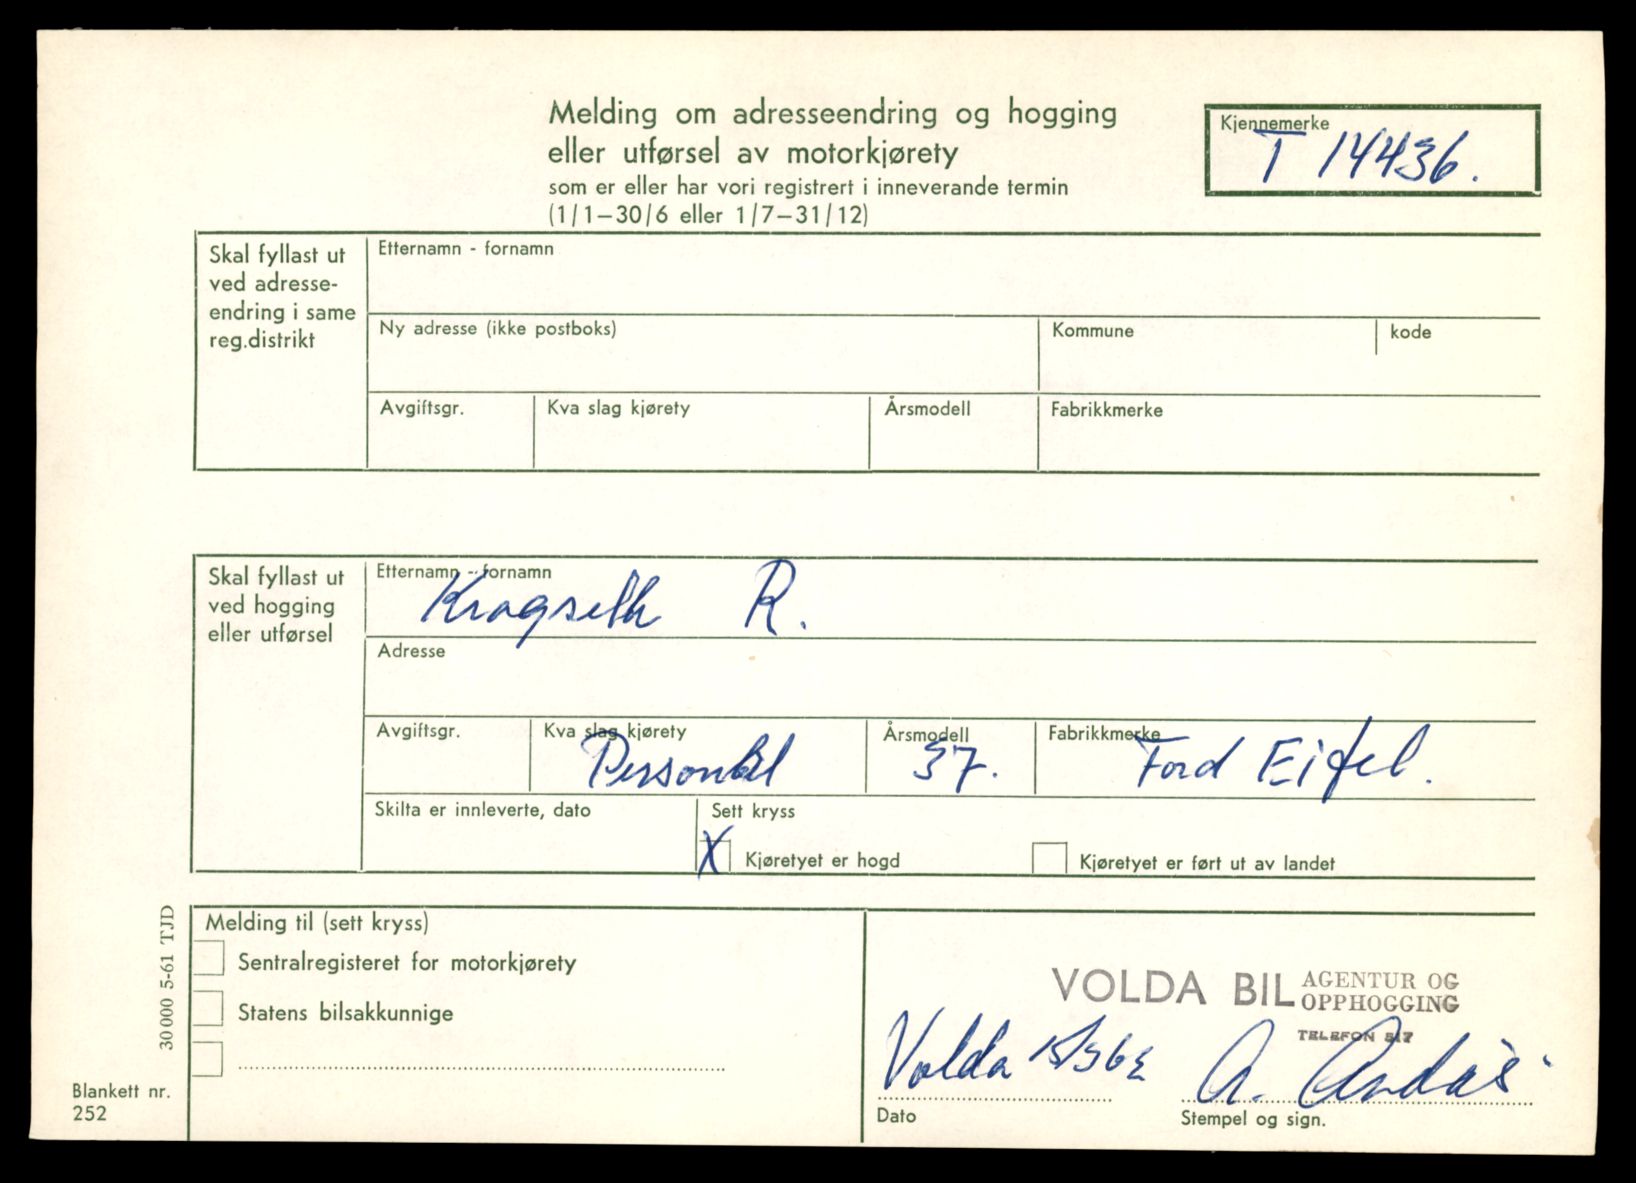 Melding om adresseendring og hogging
eller utførsel av motorkjørety
som er eller har vori registrert i inneverande termin
(1/1-30/6 eller 1/7-31/12)
Kjennemerke
T 14436.
Skal fyllast ut
ved adresse-
endring i same
reg.distrikt
Etternamn - fornamn
Ny adresse (ikke postboks)
Kommune
kode
Avgiftsgr.
Kva slag kjørety
Årsmodell
Fabrikkmerke
Skal fyllast ut
ved hogging
eller utførsel
Etternamn - fornamn
Kragseth R.
Adresse
Avgiftsgr.
Kva slag kjørety
Personbil
Årsmodell
37.
Fabrikkmerke
Ford Eifel.
Skilta er innleverte, dato
Sett kryss
X Kjøretyet er hogd
Kjøretyet er ført ut av landet
Melding til (sett kryss)
Sentralregisteret for motorkjørety
Statens bilsakkunnige
30000 5-61 TJD
Blankett nr.
252
VOLDA BIL AGENTUR OG
OPPHOGGING
TELEFON 517
Volda
A.
Dato
Stempel og sign.